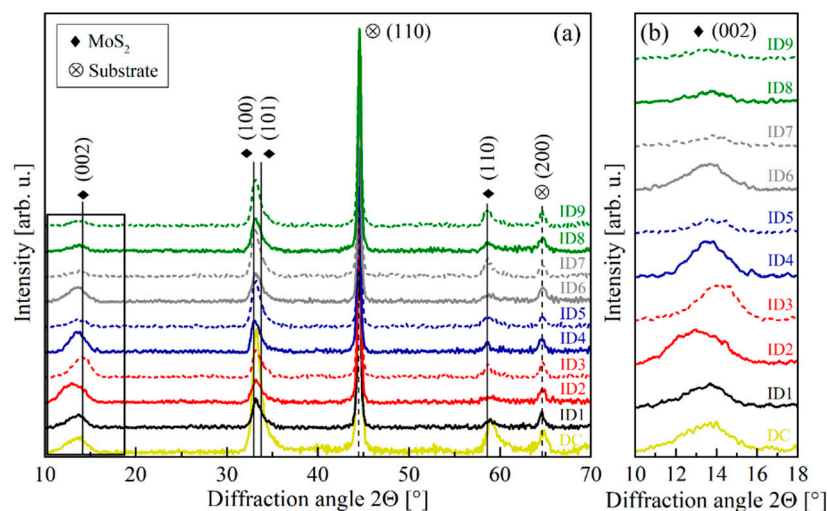 MoS₂
Substrate
(110)
(a)
(002)
(100)
(101)
(110)
(200)
ID9
ID8
ID7
ID6
ID5
ID4
ID3
ID2
ID1
DC
Intensity [arb. u.]
10 20 30 40 50 60 70
Diffraction angle 2Θ [°]
(b)
(002)
ID9
ID8
ID7
ID6
ID5
ID4
ID3
ID2
ID1
DC
Intensity [arb. u.]
10 12 14 16 18
Diffraction angle 2Θ [°]